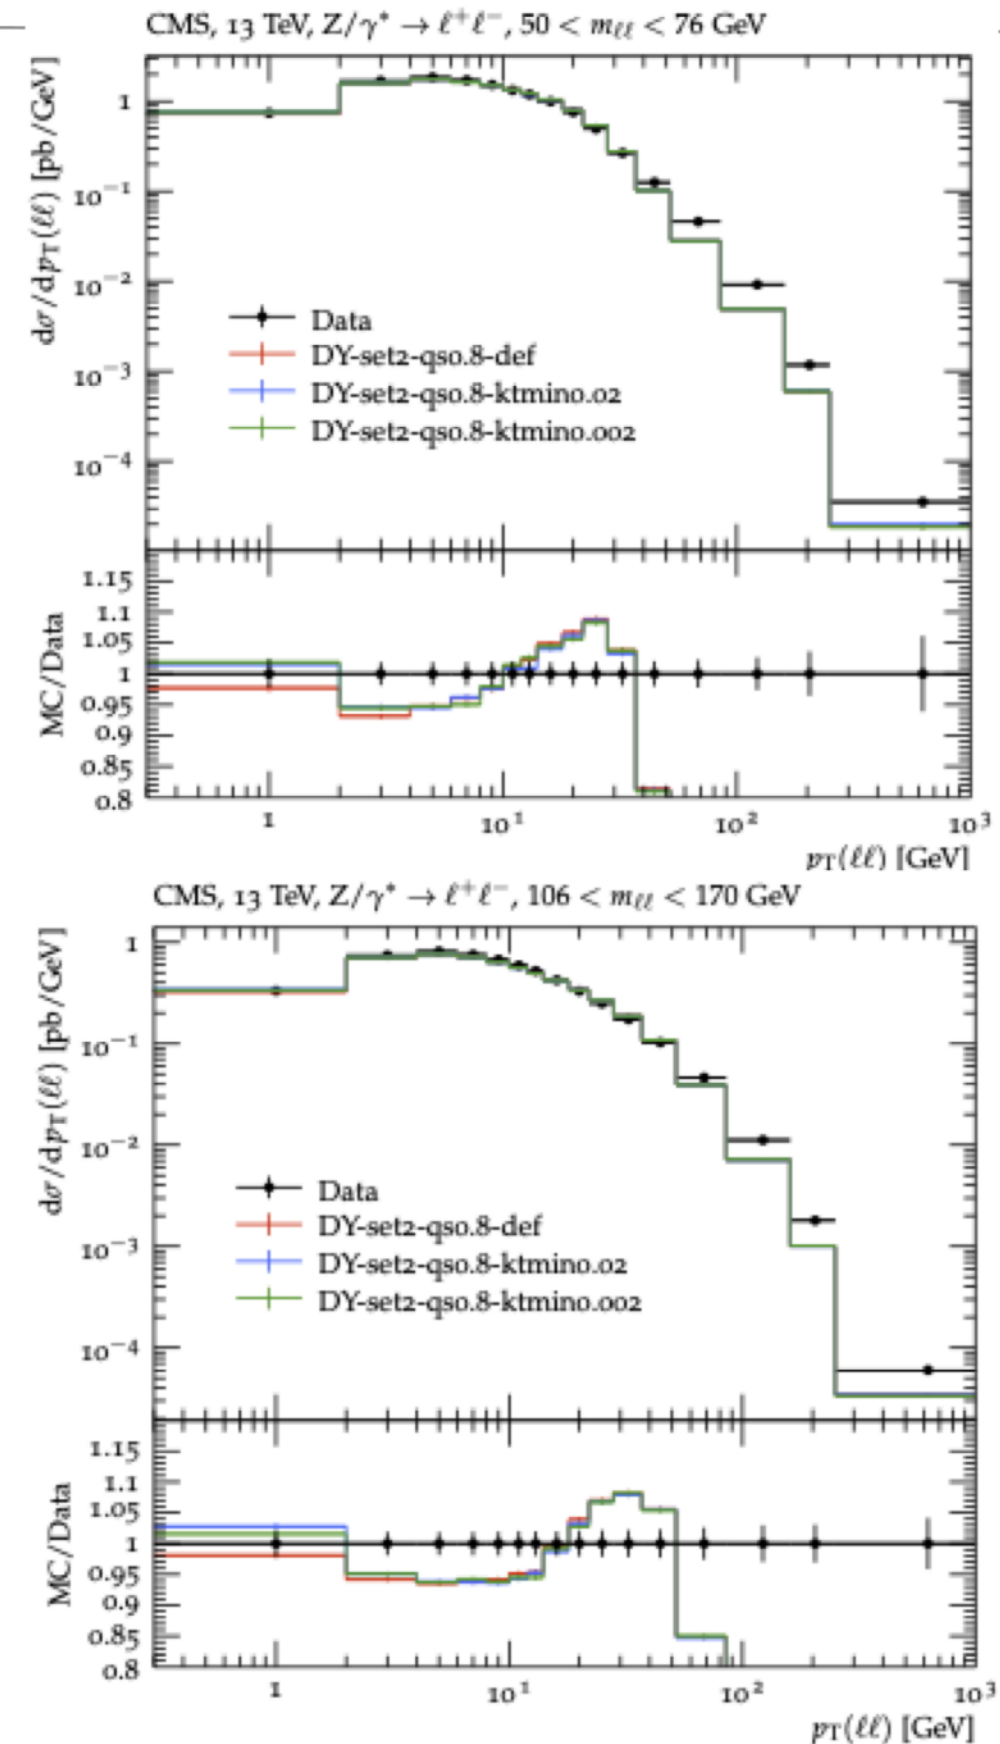 CMS, 13 TeV, Z/γ* → ℓ⁺ℓ⁻, 50 < mℓℓ < 76 GeV
dσ/dpT(ℓℓ) [pb/GeV]
1
10⁻¹
10⁻²
10⁻³
10⁻⁴
Data
DY-set2-qs0.8-def
DY-set2-qs0.8-ktmin0.02
DY-set2-qs0.8-ktmin0.002
MC/Data
1.15
1.1
1.05
1
0.95
0.9
0.85
0.8
1 10¹ 10² 10³
pT(ℓℓ) [GeV]
CMS, 13 TeV, Z/γ* → ℓ⁺ℓ⁻, 106 < mℓℓ < 170 GeV
dσ/dpT(ℓℓ) [pb/GeV]
1
10⁻¹
10⁻²
10⁻³
10⁻⁴
Data
DY-set2-qs0.8-def
DY-set2-qs0.8-ktmin0.02
DY-set2-qs0.8-ktmin0.002
MC/Data
1.15
1.1
1.05
1
0.95
0.9
0.85
0.8
1 10¹ 10² 10³
pT(ℓℓ) [GeV]